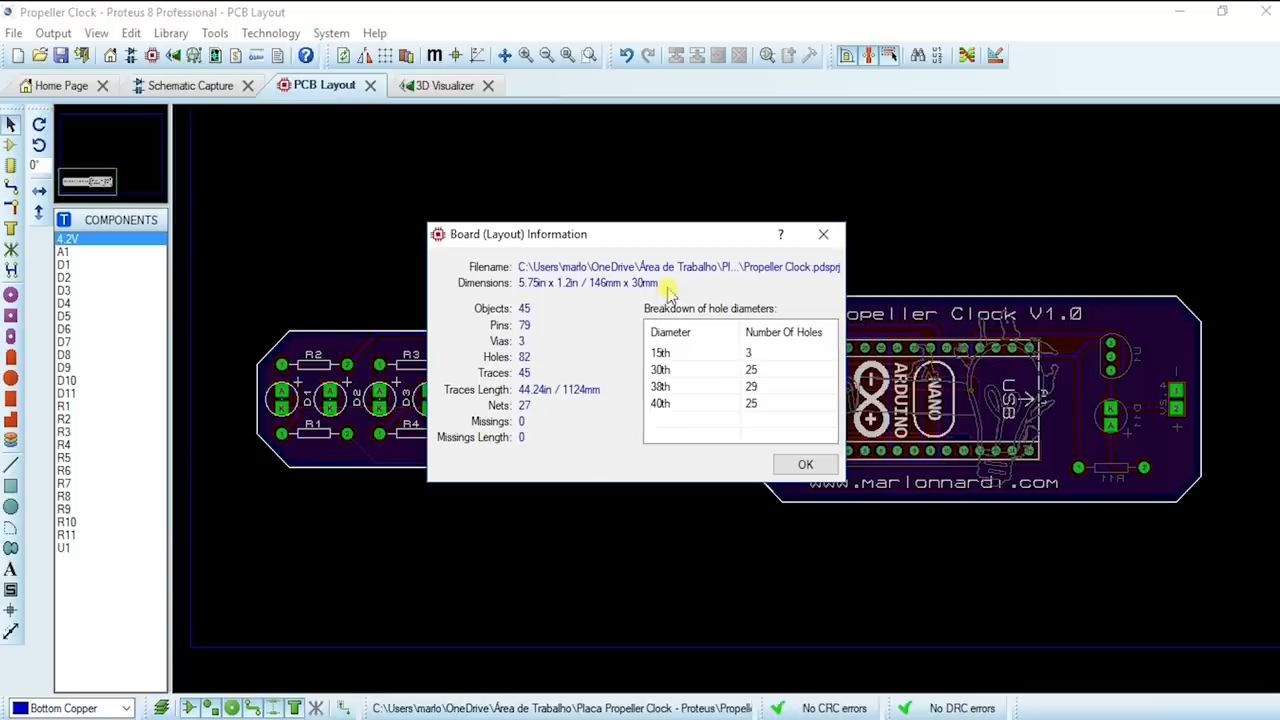 Propeller Clock - Proteus 8 Professional - PCB Layout
File Output View Edit Library Tools Technology System Help
Home Page
Schematic Capture
PCB Layout
3D Visualizer
0°
COMPONENTS
4.2V
A1
D1
D2
D3
D4
D5
D6
D7
D8
D9
D10
D11
R1
R2
R3
R4
R5
R6
R7
R8
R9
R10
R11
U1
Board (Layout) Information
Filename: C:\Users\marlo\OneDrive\Área de Trabalho\Pl...\Propeller Clock.pdsprj
Dimensions: 5.75in x 1.2in / 146mm x 30mm
Objects: 45
Pins: 79
Vias: 3
Holes: 82
Traces: 45
Traces Length: 44.24in / 1124mm
Nets: 27
Missings: 0
Missings Length: 0
Breakdown of hole diameters:
Diameter Number Of Holes
15th 3
30th 25
38th 29
40th 25
OK
R2
R3
D1
D2
D3
R1
R4
opeller Clock V1.0
ARDUINO
NANO
USB
A1
R11
www.marlonnardi.com
Bottom Copper
C:\Users\marlo\OneDrive\Área de Trabalho\Placa Propeller Clock - Proteus\Propelle
No CRC errors
No DRC errors